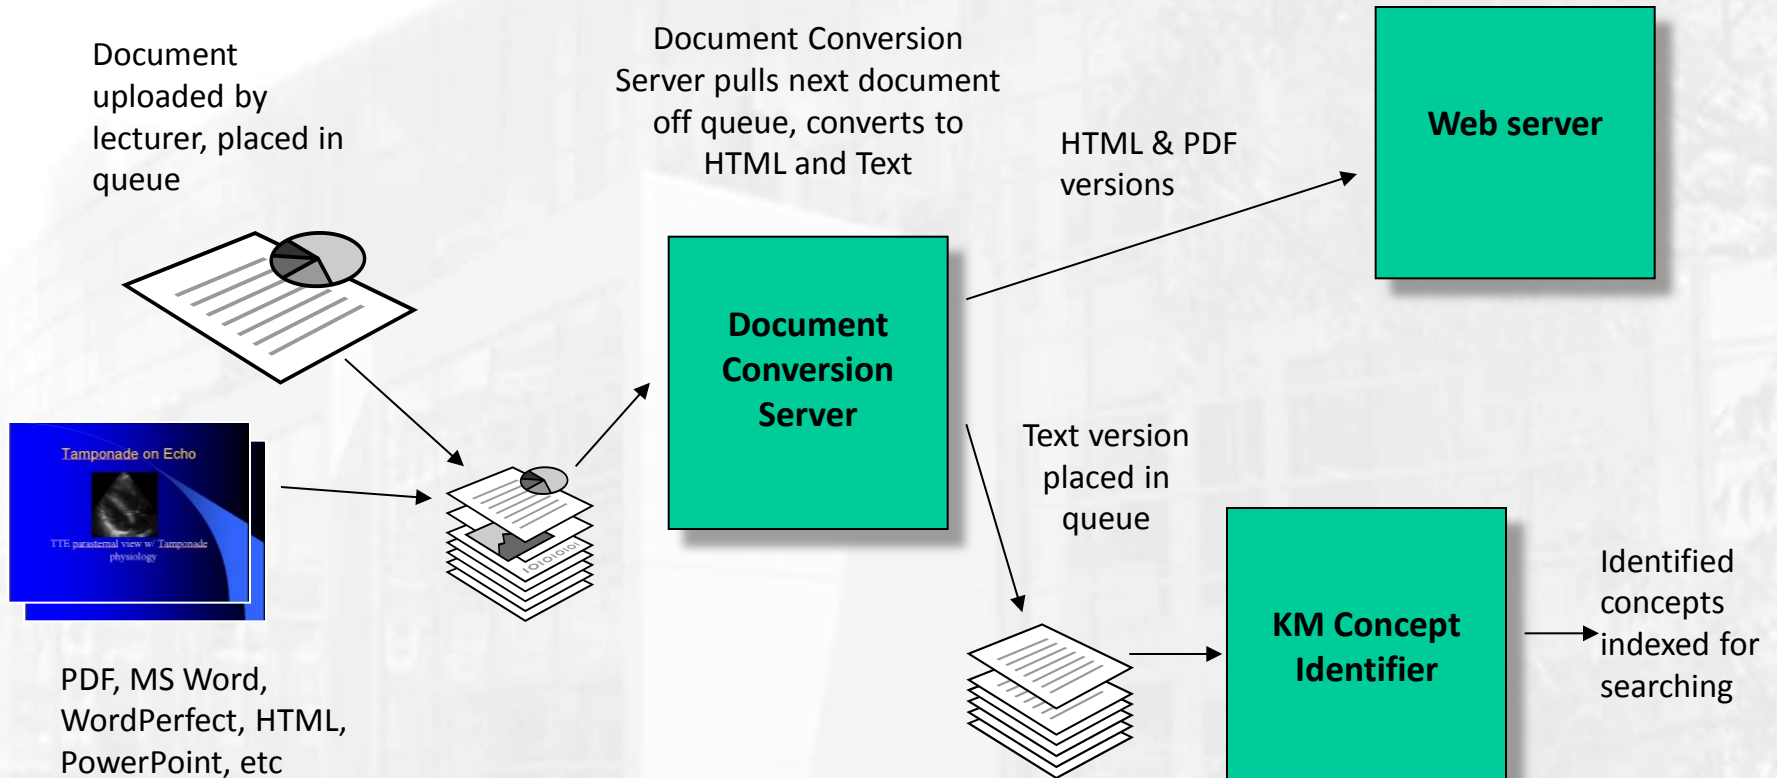 Document
uploaded by
lecturer, placed in
queue
Document Conversion
Server pulls next document
off queue, converts to
HTML and Text
HTML & PDF
versions
Web server
Document
Conversion
Server
Tamponade on Echo
TTE parasternal view w/ Tamponade
physiology
IOIOIOIOI
PDF, MS Word,
WordPerfect, HTML,
PowerPoint, etc
Text version
placed in
queue
KM Concept
Identifier
Identified
concepts
indexed for
searching